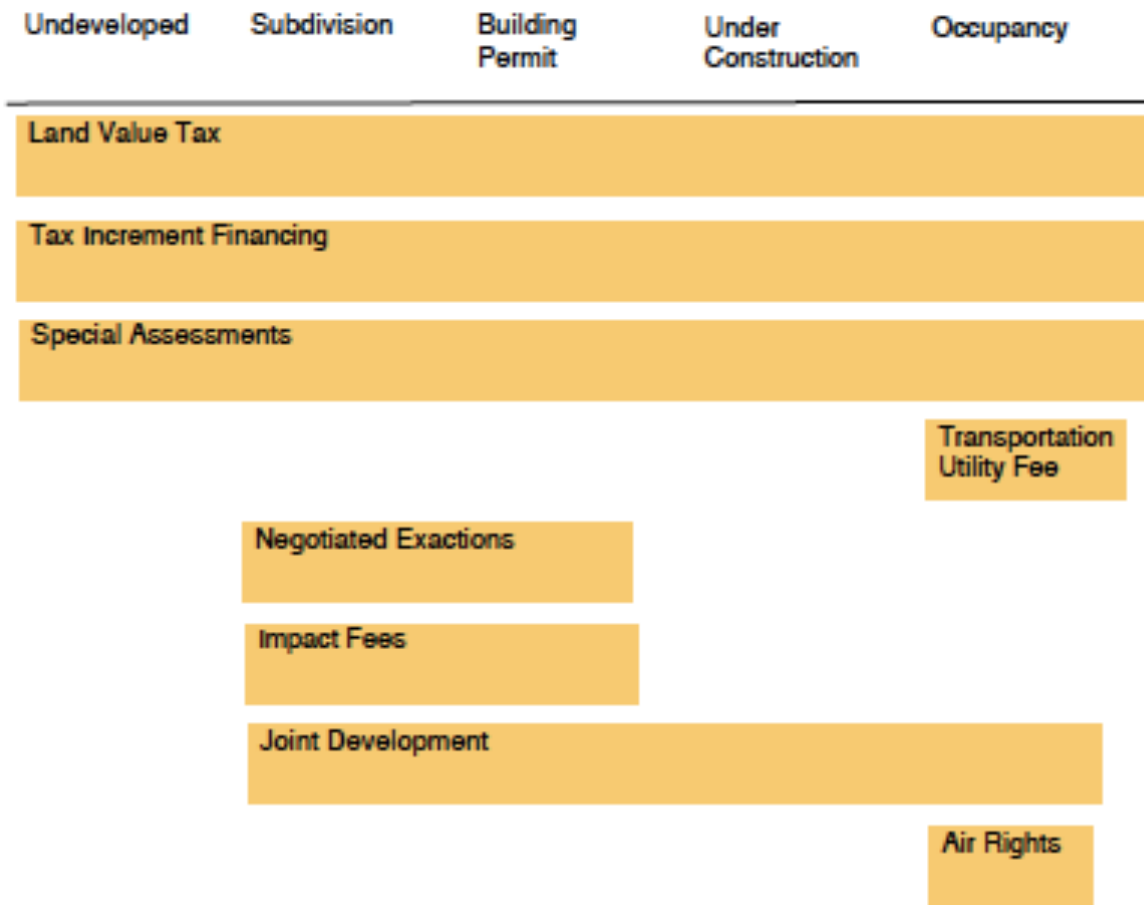 Undeveloped
Subdivision
Building
Permit
Under
Construction
Occupancy
Land Value Tax
Tax Increment Financing
Special Assessments
Transportation
Utility Fee
Negotiated Exactions
Impact Fees
Joint Development
Air Rights